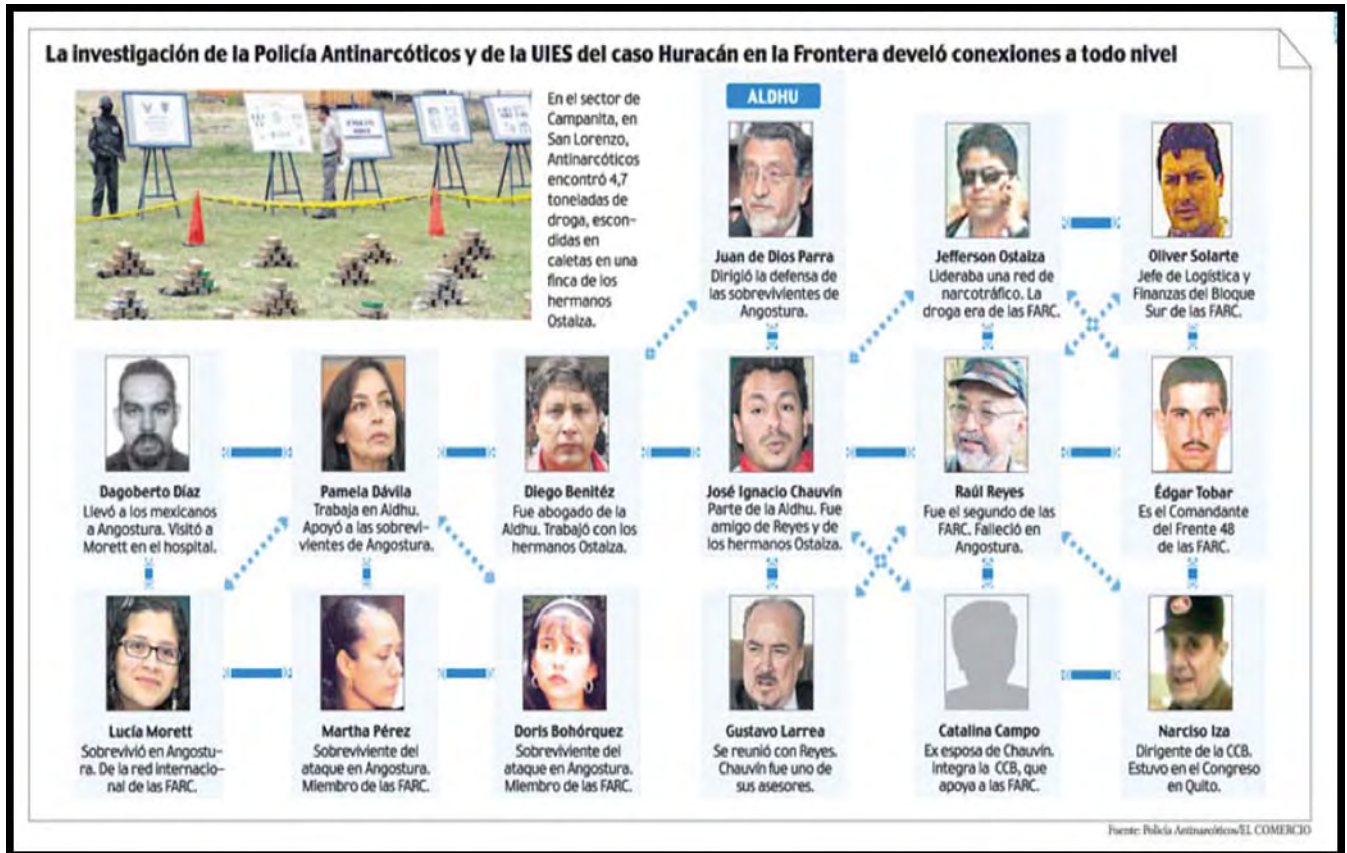 La investigación de la Policía Antinarcóticos y de la UIES del caso Huracán en la Frontera develó conexiones a todo nivel
En el sector de
Campanita, en
San Lorenzo,
Antinarcóticos
encontró 4,7
toneladas de
droga, escon-
didas en
caletas en una
finca de los
hermanos
Ostaiza.
ALDHU
Juan de Dios Parra
Dirigió la defensa de
las sobrevivientes de
Angostura.
Jefferson Ostaiza
Lideraba una red de
narcotráfico. La
droga era de las FARC.
Oliver Solarte
Jefe de Logística y
Finanzas del Bloque
Sur de las FARC.
Dagoberto Díaz
Llevó a los mexicanos
a Angostura. Visitó a
Morett en el hospital.
Pamela Dávila
Trabaja en Aldhu.
Apoyó a las sobrevi-
vientes de Angostura.
Diego Benitéz
Fue abogado de la
Aldhu. Trabajó con los
hermanos Ostaiza.
José Ignacio Chauvín
Parte de la Aldhu. Fue
amigo de Reyes y de
los hermanos Ostaiza.
Raúl Reyes
Fue el segundo de las
FARC. Falleció en
Angostura.
Édgar Tobar
Es el Comandante
del Frente 48
de las FARC.
Lucía Morett
Sobrevivió en Angostu-
ra. De la red internacio-
nal de las FARC.
Martha Pérez
Sobreviviente del
ataque en Angostura.
Miembro de las FARC.
Doris Bohórquez
Sobreviviente del
ataque en Angostura.
Miembro de las FARC.
Gustavo Larrea
Se reunió con Reyes.
Chauvín fue uno de
sus asesores.
Catalina Campo
Ex esposa de Chauvín.
Integra la CCB, que
apoya a las FARC.
Narciso Iza
Dirigente de la CCB.
Estuvo en el Congreso
en Quito.
Fuente: Policía Antinarcóticos/EL COMERCIO